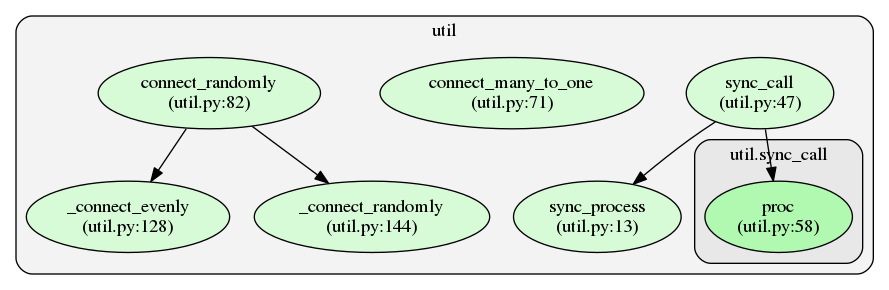 util
connect_randomly
(util.py:82)
connect_many_to_one
(util.py:71)
sync_call
(util.py:47)
util.sync_call
_connect_evenly
(util.py:128)
_connect_randomly
(util.py:144)
sync_process
(util.py:13)
proc
(util.py:58)